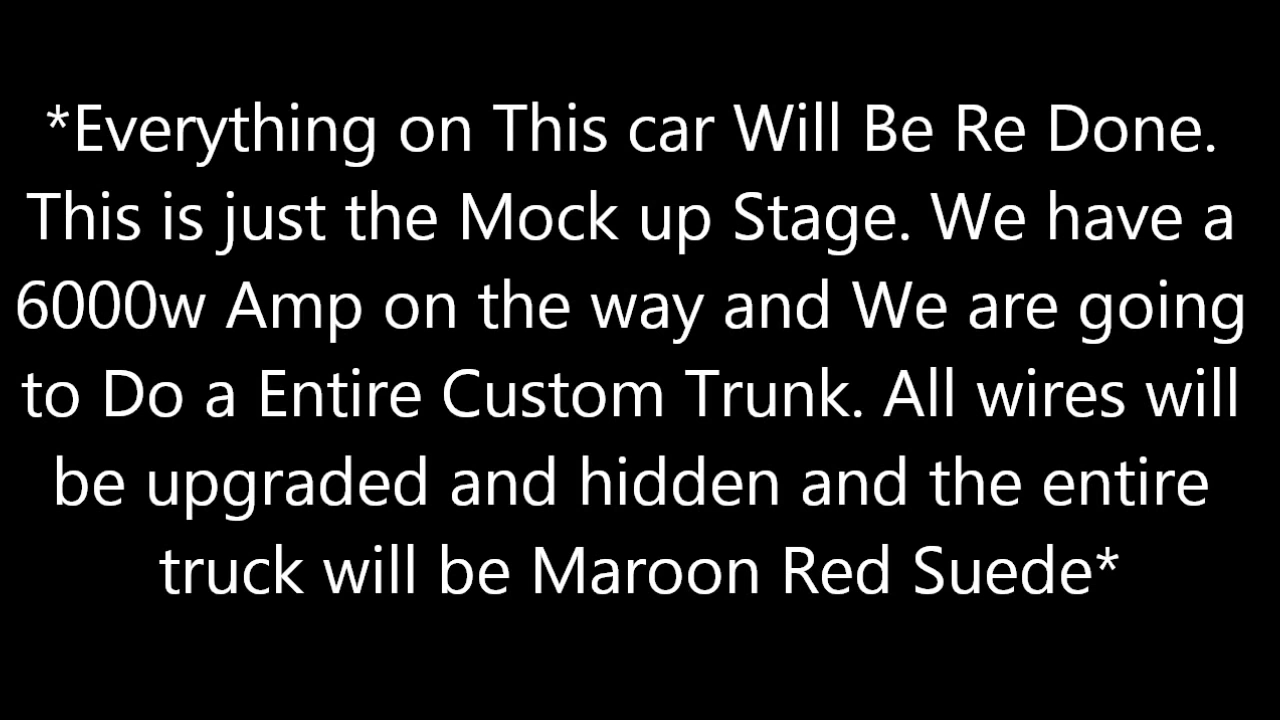 *Everything on This car Will Be Re Done.
This is just the Mock up Stage. We have a
6000w Amp on the way and We are going
to Do a Entire Custom Trunk. All wires will
be upgraded and hidden and the entire
truck will be Maroon Red Suede*